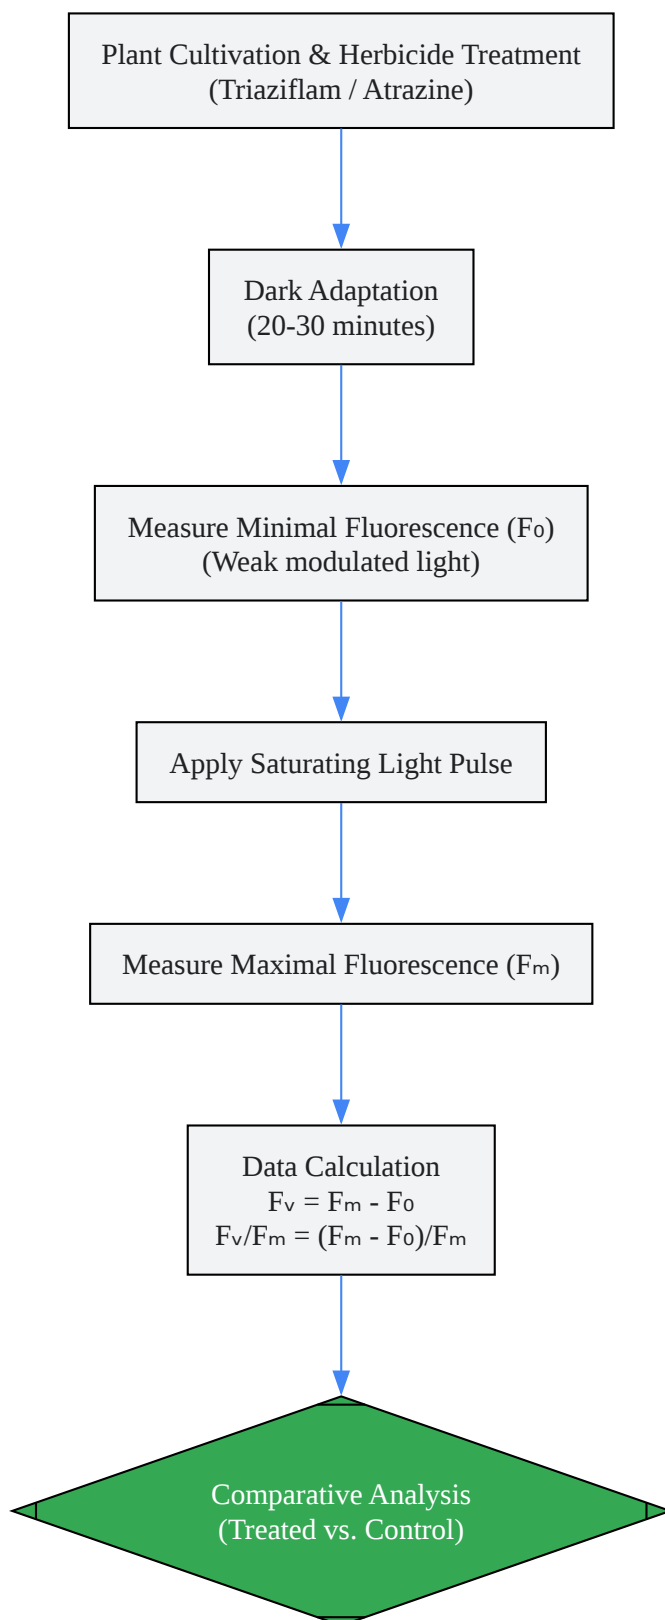 Plant Cultivation & Herbicide Treatment
(Triaziflam / Atrazine)
Dark Adaptation
(20-30 minutes)
Measure Minimal Fluorescence (F₀)
(Weak modulated light)
Apply Saturating Light Pulse
Measure Maximal Fluorescence (Fₘ)
Data Calculation
Fᵥ = Fₘ - F₀
Fᵥ/Fₘ = (Fₘ - F₀)/Fₘ
Comparative Analysis
(Treated vs. Control)